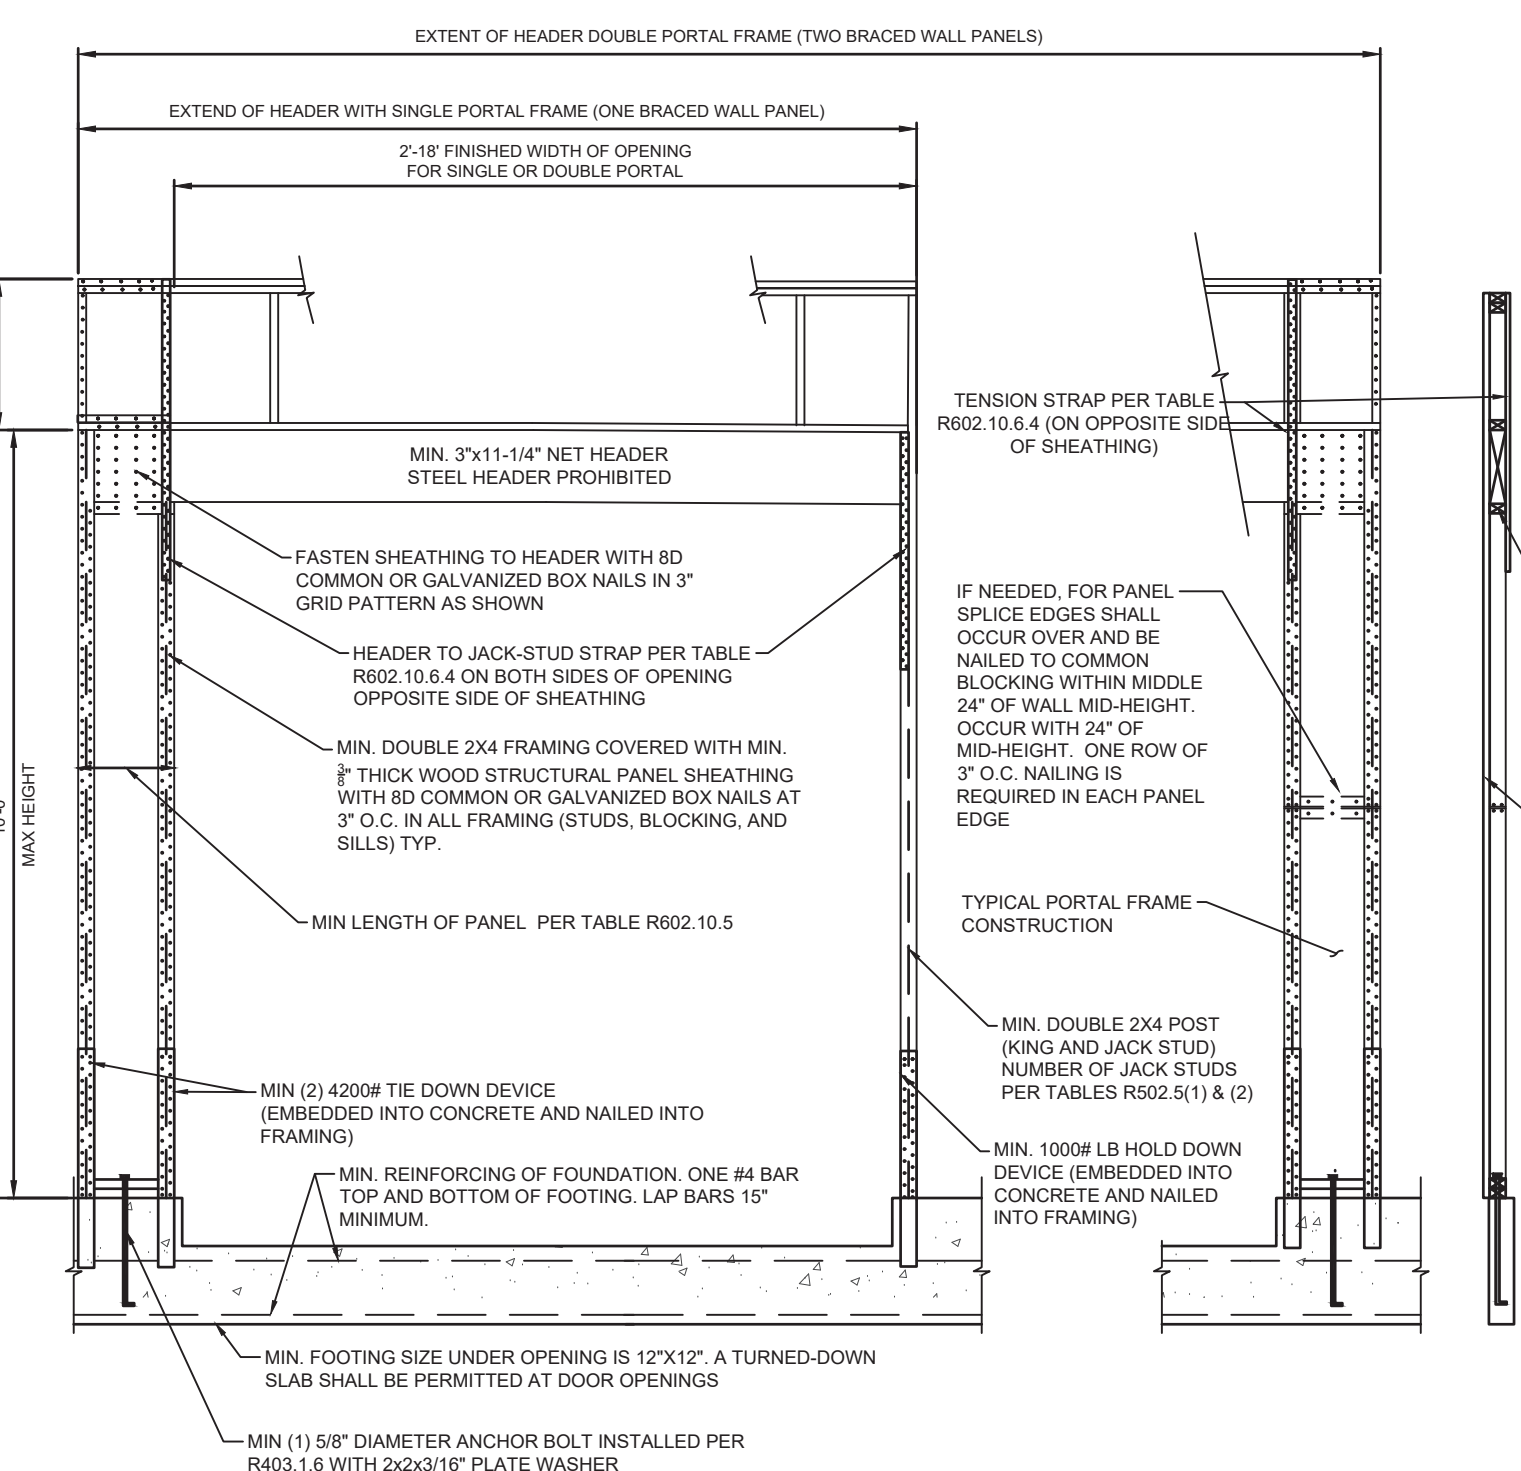 EXTENT OF HEADER DOUBLE PORTAL FRAME (TWO BRACED WALL PANELS)
EXTEND OF HEADER WITH SINGLE PORTAL FRAME (ONE BRACED WALL PANEL)
2'-18' FINISHED WIDTH OF OPENING
FOR SINGLE OR DOUBLE PORTAL
TENSION STRAP PER TABLE
R602.10.6.4 (ON OPPOSITE SIDE
OF SHEATHING)
MIN. 3"x11-1/4" NET HEADER
STEEL HEADER PROHIBITED
FASTEN SHEATHING TO HEADER WITH 8D
COMMON OR GALVANIZED BOX NAILS IN 3"
GRID PATTERN AS SHOWN
HEADER TO JACK-STUD STRAP PER TABLE
R602.10.6.4 ON BOTH SIDES OF OPENING
OPPOSITE SIDE OF SHEATHING
IF NEEDED, FOR PANEL
SPLICE EDGES SHALL
OCCUR OVER AND BE
NAILED TO COMMON
BLOCKING WITHIN MIDDLE
24" OF WALL MID-HEIGHT.
OCCUR WITH 24" OF
MID-HEIGHT. ONE ROW OF
3" O.C. NAILING IS
REQUIRED IN EACH PANEL
EDGE
MIN. DOUBLE 2X4 FRAMING COVERED WITH MIN.
3/8" THICK WOOD STRUCTURAL PANEL SHEATHING
WITH 8D COMMON OR GALVANIZED BOX NAILS AT
3" O.C. IN ALL FRAMING (STUDS, BLOCKING, AND
SILLS) TYP.
MAX HEIGHT
MIN LENGTH OF PANEL PER TABLE R602.10.5
TYPICAL PORTAL FRAME
CONSTRUCTION
MIN. DOUBLE 2X4 POST
(KING AND JACK STUD)
NUMBER OF JACK STUDS
PER TABLES R502.5(1) & (2)
MIN (2) 4200# TIE DOWN DEVICE
(EMBEDDED INTO CONCRETE AND NAILED INTO
FRAMING)
MIN. 1000# LB HOLD DOWN
DEVICE (EMBEDDED INTO
CONCRETE AND NAILED
INTO FRAMING)
MIN. REINFORCING OF FOUNDATION. ONE #4 BAR
TOP AND BOTTOM OF FOOTING. LAP BARS 15"
MINIMUM.
MIN. FOOTING SIZE UNDER OPENING IS 12"X12". A TURNED-DOWN
SLAB SHALL BE PERMITTED AT DOOR OPENINGS
MIN (1) 5/8" DIAMETER ANCHOR BOLT INSTALLED PER
R403.1.6 WITH 2x2x3/16" PLATE WASHER